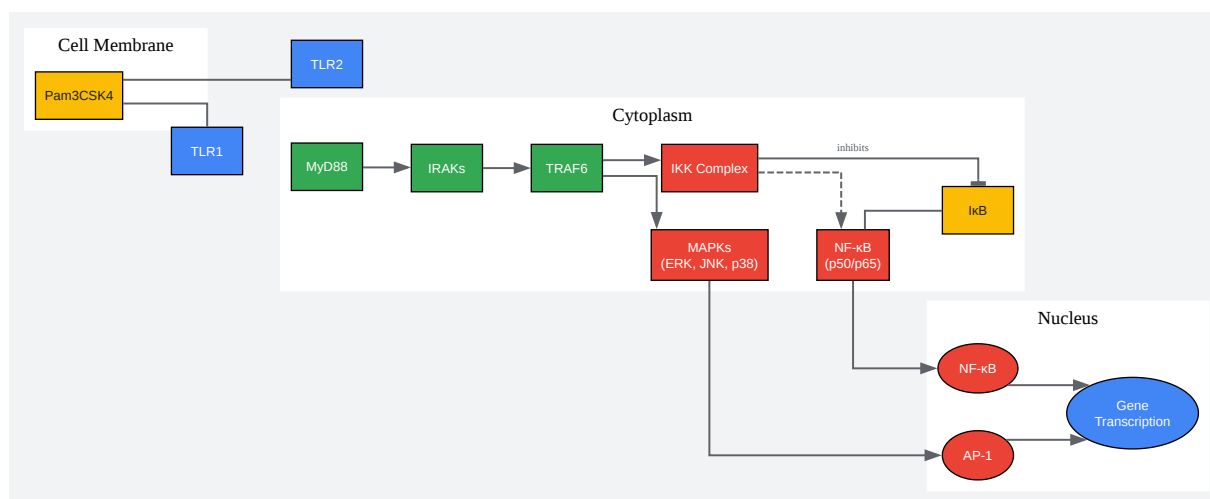 Cell Membrane
Pam3CSK4
TLR2
TLR1
Cytoplasm
MyD88
IRAKs
TRAF6
IKK Complex
inhibits
IκB
MAPKs
(ERK, JNK, p38)
NF-κB
(p50/p65)
Nucleus
NF-κB
Gene
Transcription
AP-1